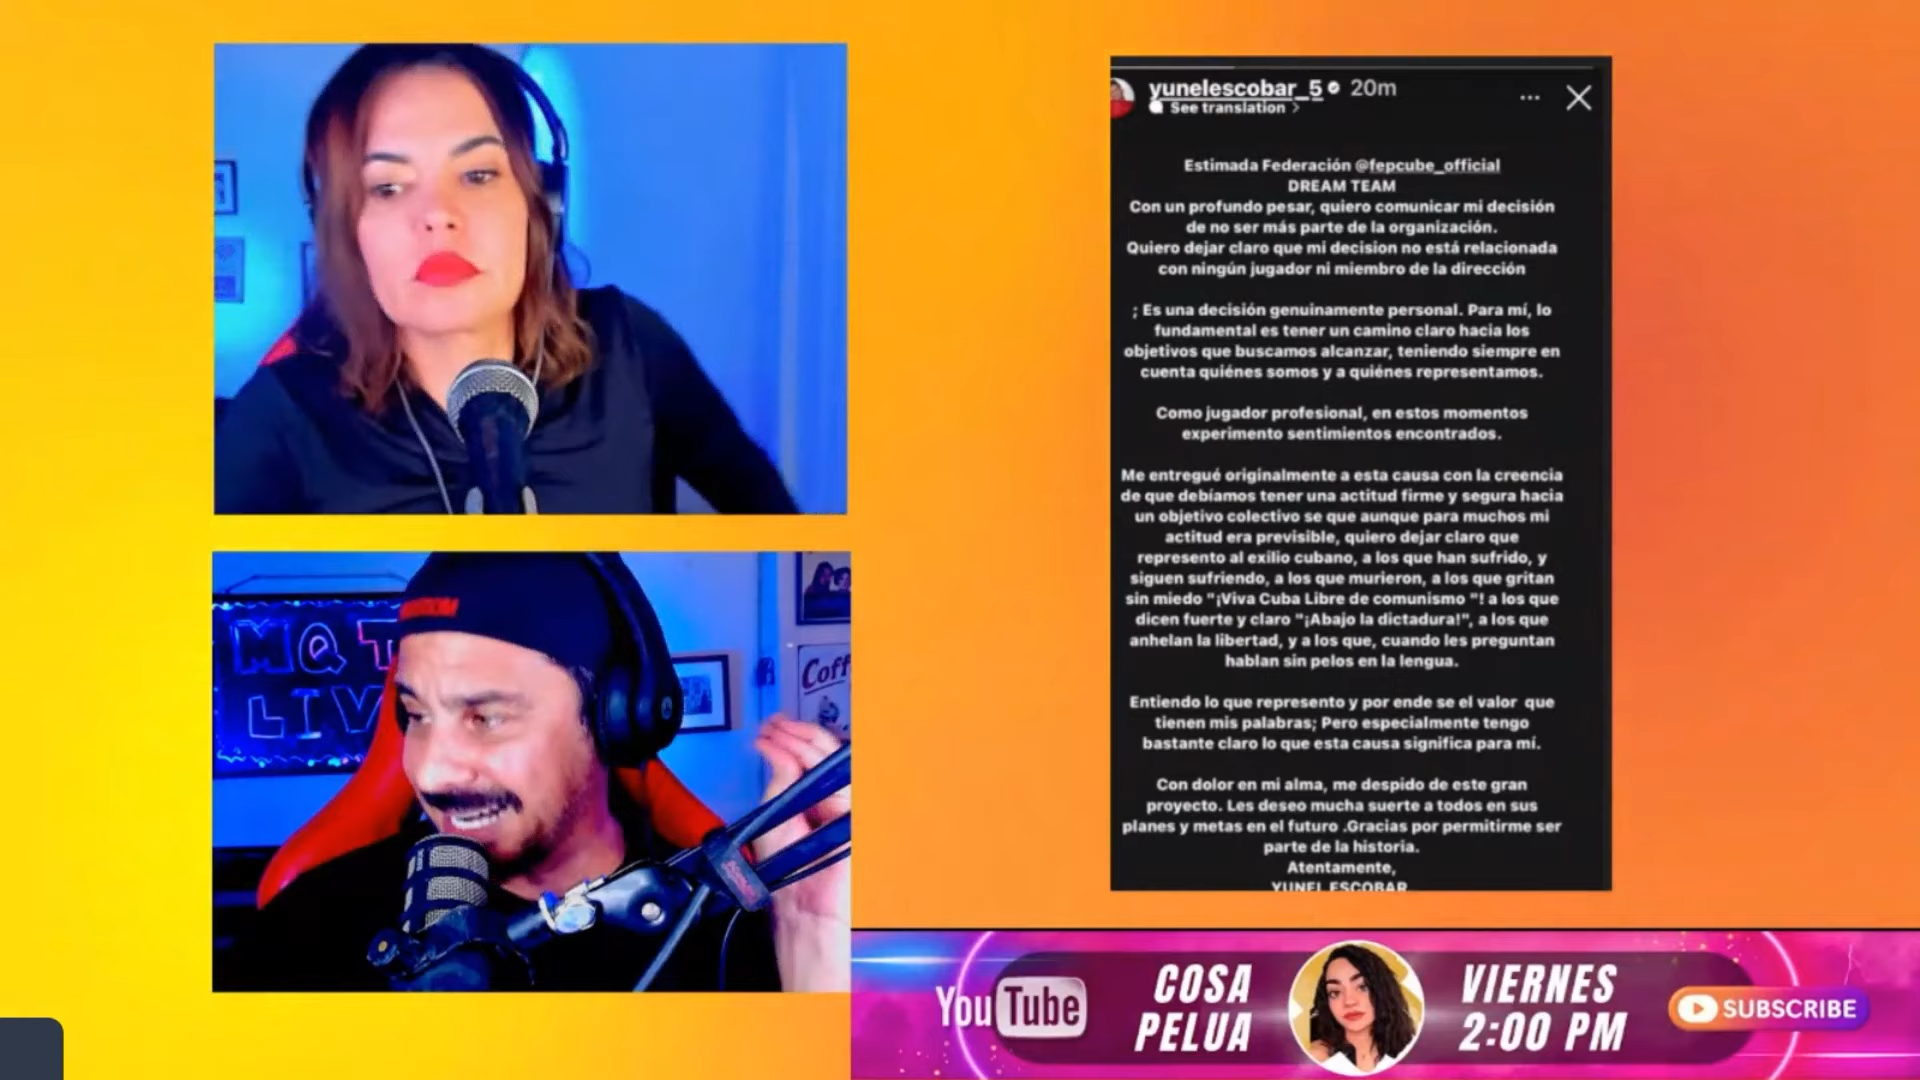 yunelescobar_5 20m
See translation >
Estimada Federación @fepcube_official
DREAM TEAM
Con un profundo pesar, quiero comunicar mi decisión
de no ser más parte de la organización.
Quiero dejar claro que mi decision no está relacionada
con ningún jugador ni miembro de la dirección
; Es una decisión genuinamente personal. Para mí, lo
fundamental es tener un camino claro hacia los
objetivos que buscamos alcanzar, teniendo siempre en
cuenta quiénes somos y a quiénes representamos.
Como jugador profesional, en estos momentos
experimento sentimientos encontrados.
Me entregué originalmente a esta causa con la creencia
de que debíamos tener una actitud firme y segura hacia
un objetivo colectivo se que aunque para muchos mi
actitud era previsible, quiero dejar claro que
represento al exilio cubano, a los que han sufrido, y
siguen sufriendo, a los que murieron, a los que gritan
sin miedo "¡Viva Cuba Libre de comunismo "! a los que
dicen fuerte y claro "¡Abajo la dictadura!", a los que
anhelan la libertad, y a los que, cuando les preguntan
hablan sin pelos en la lengua.
Entiendo lo que represento y por ende se el valor que
tienen mis palabras; Pero especialmente tengo
bastante claro lo que esta causa significa para mí.
Con dolor en mi alma, me despido de este gran
proyecto. Les deseo mucha suerte a todos en sus
planes y metas en el futuro .Gracias por permitirme ser
parte de la historia.
Atentamente,
YUNEL ESCOBAR
MQ T
LIV
Coff
YouTube
COSA
PELUA
VIERNES
2:00 PM
SUBSCRIBE